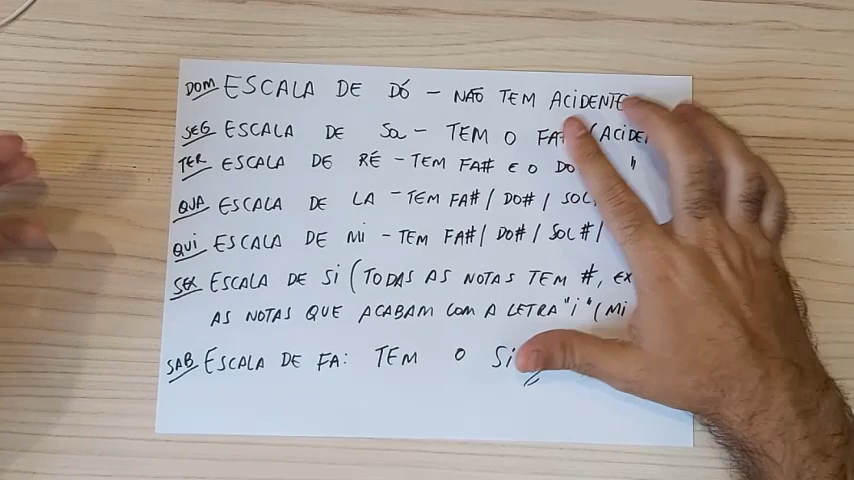 DOM ESCALA DE DÓ - NÃO TEM ACIDENTE
SEG ESCALA DE SOL - TEM O
TER ESCALA DE RÉ - TEM FA# E O DO "
QUA ESCALA DE LA - TEM FA# / DO# / SOL
QUI ESCALA DE MI - TEM FA# / DO# / SOL # /
SEX ESCALA DE SI (TODAS AS NOTAS TEM #,
AS NOTAS QUE ACABAM COM A LETRA "i" (Mi
SAB ESCALA DE FA: TEM O Si